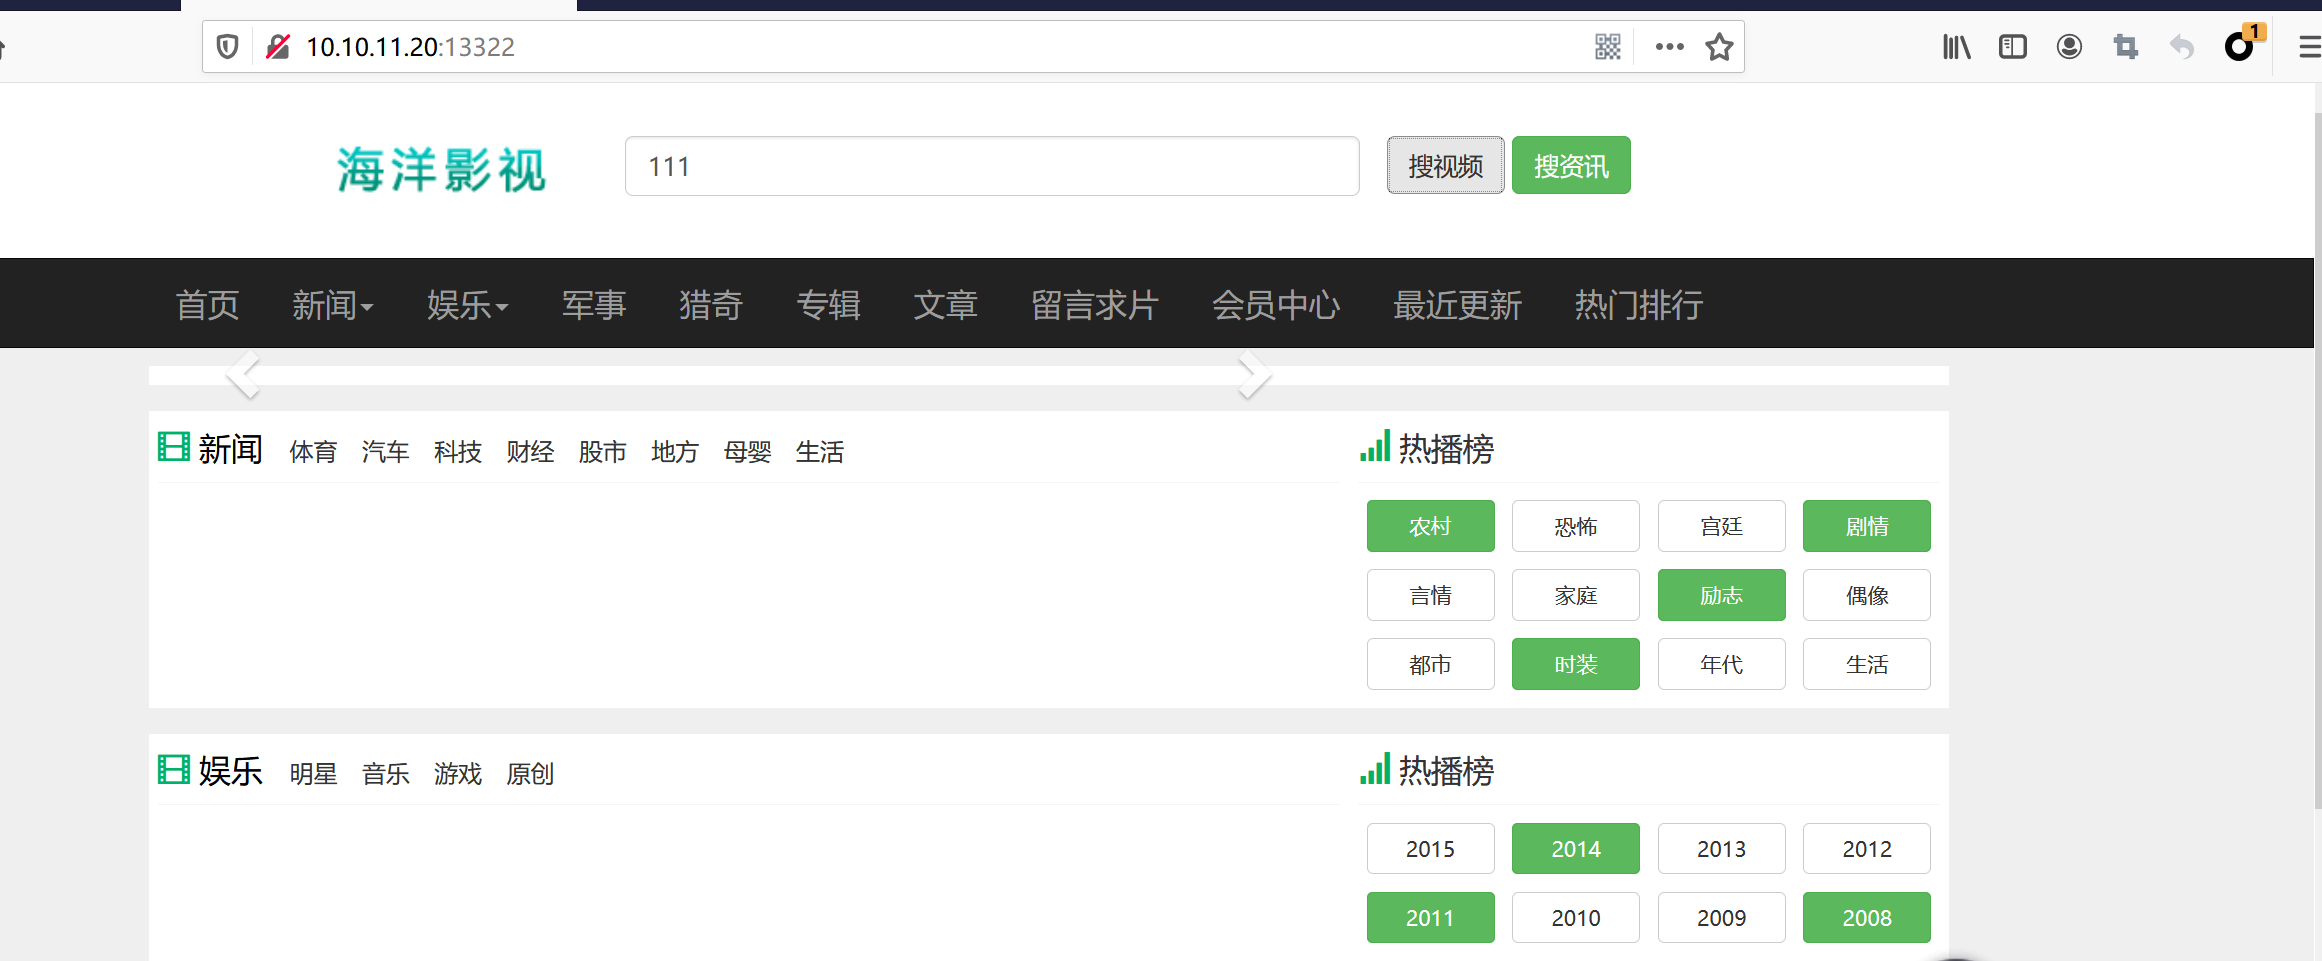 10.10.11.20:13322
1
海洋影视 111 搜视频 搜资讯
首页 新闻 娱乐 军事 猎奇 专辑 文章 留言求片 会员中心 最近更新 热门排行
新闻 体育 汽车 科技 财经 股市 地方 母婴 生活
热播榜
农村 恐怖 宫廷 剧情
言情 家庭 励志 偶像
都市 时装 年代 生活
娱乐 明星 音乐 游戏 原创
热播榜
2015 2014 2013 2012
2011 2010 2009 2008